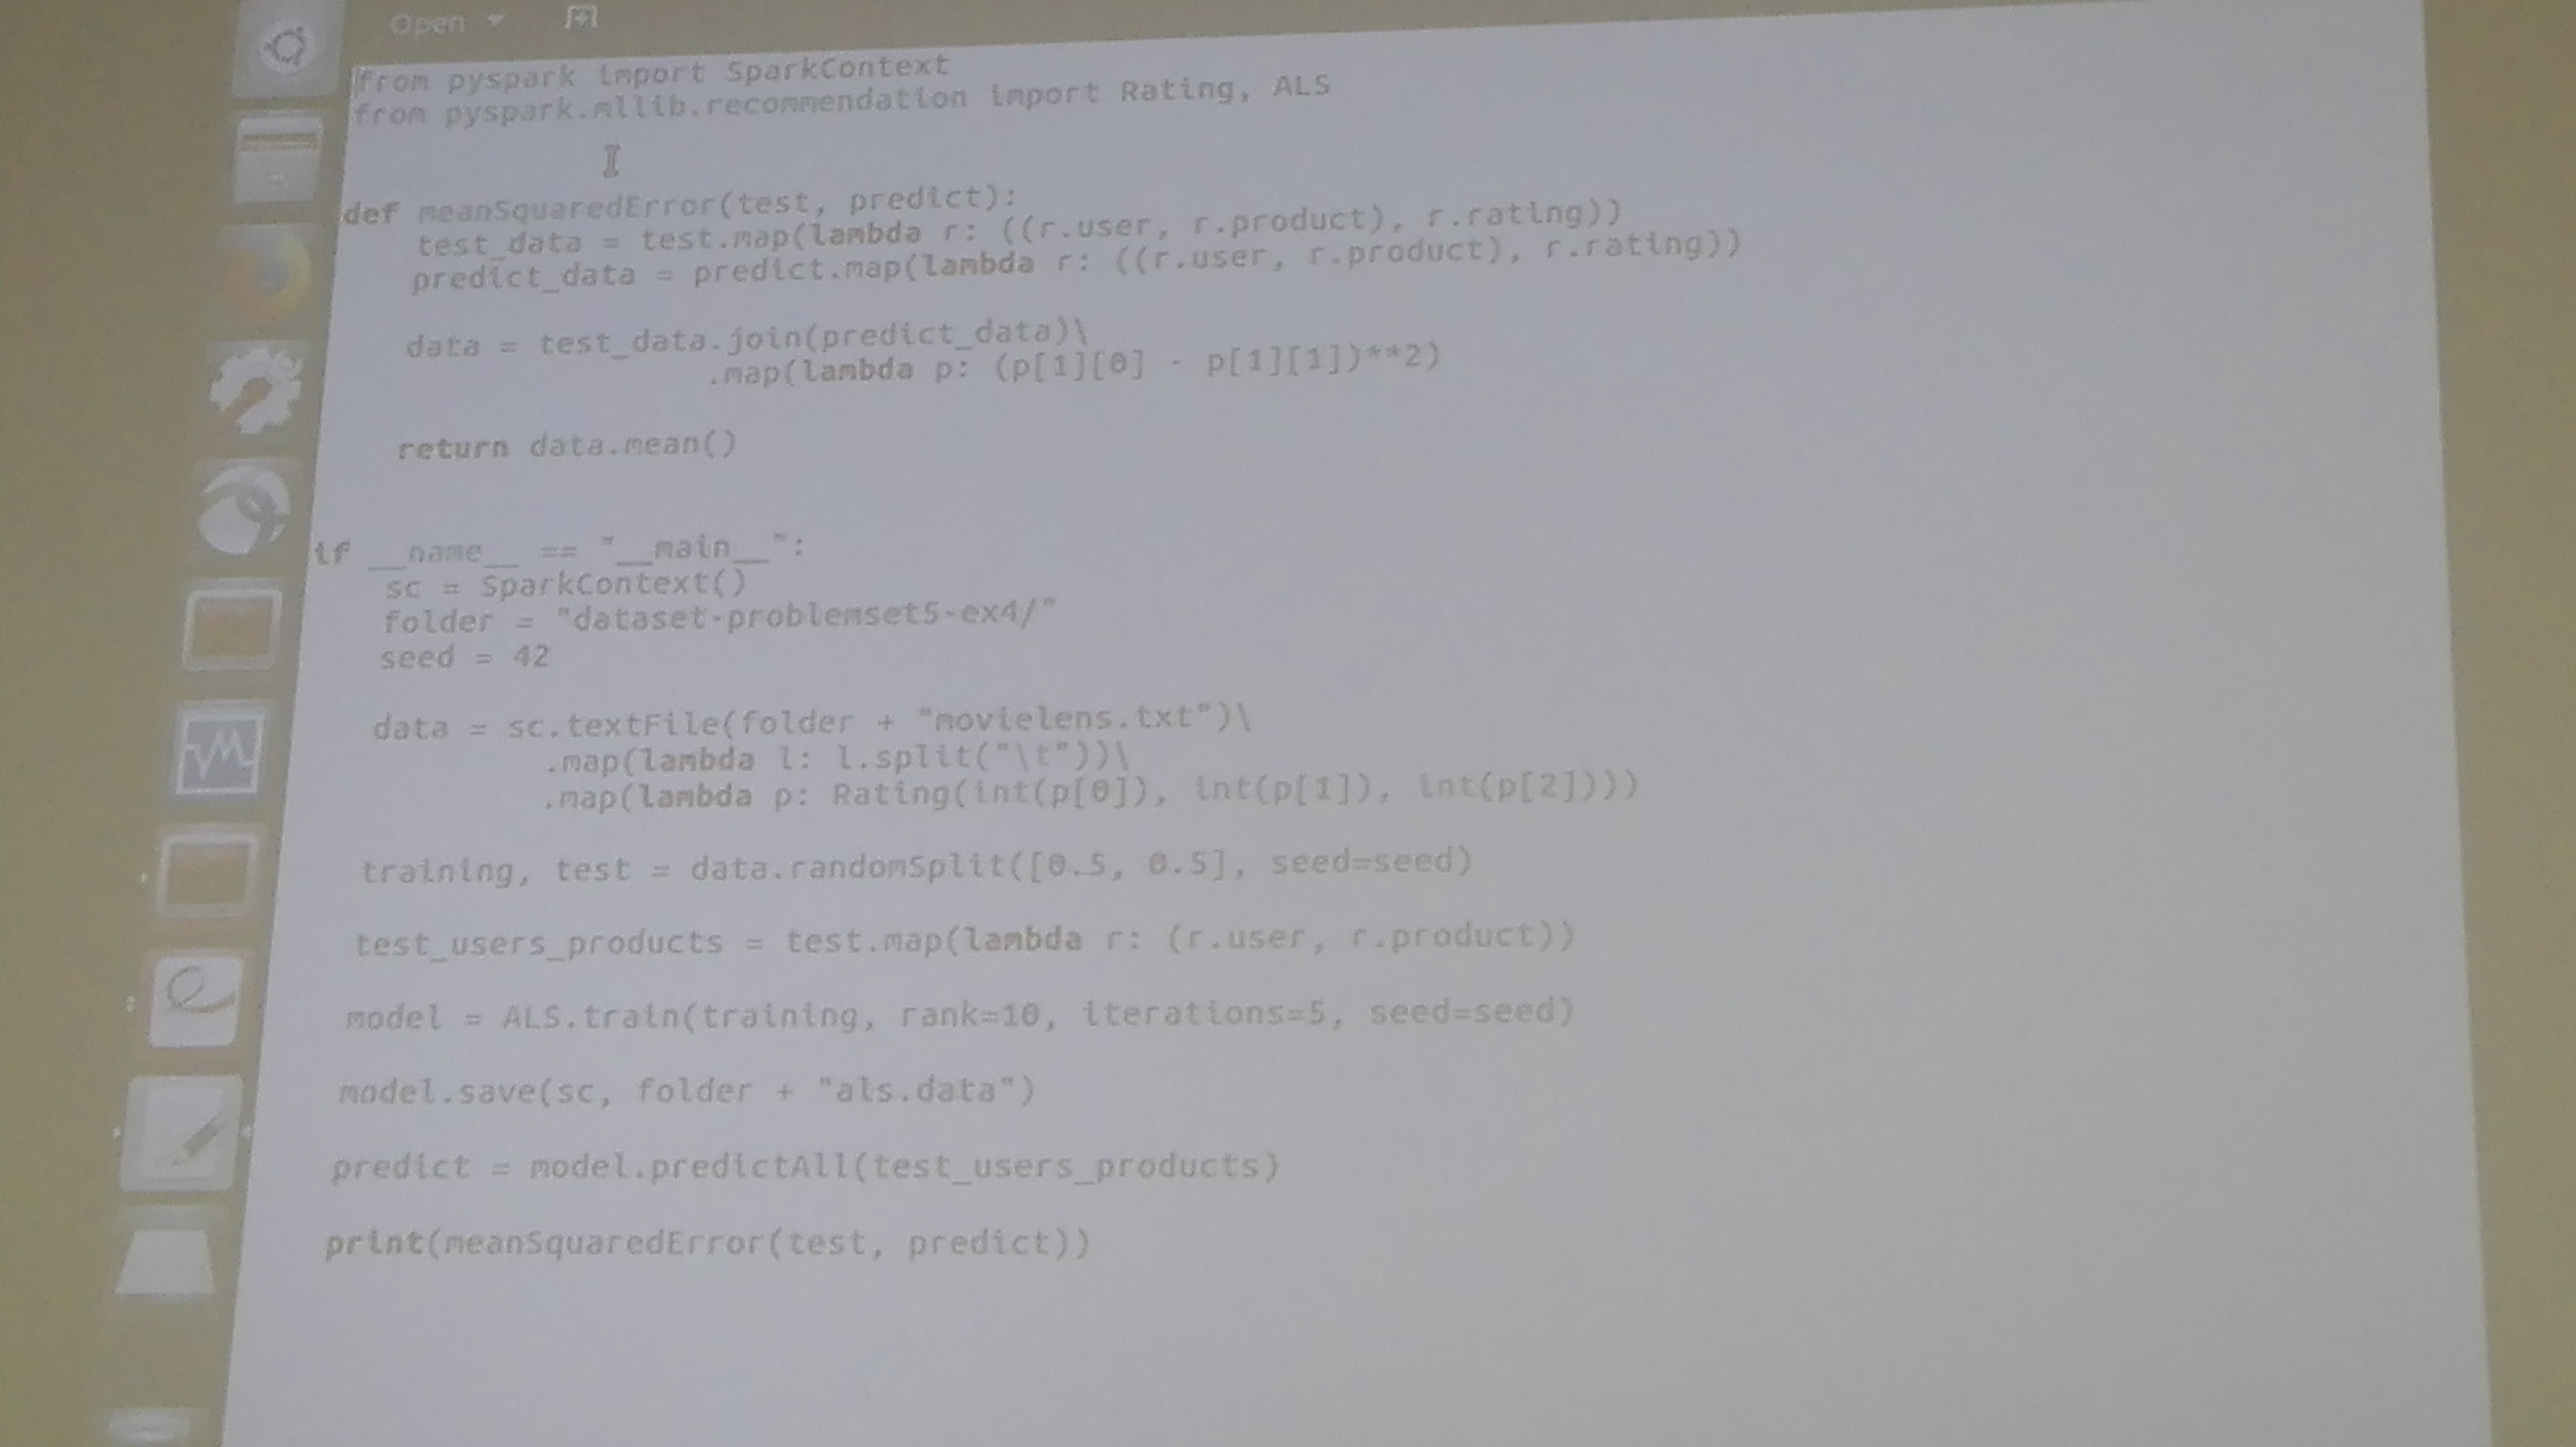 Open
from pyspark import SparkContext
from pyspark.mllib.recommendation import Rating, ALS
def meanSquaredError(test, predict):
    test_data = test.map(lambda r: ((r.user, r.product), r.rating))
    predict_data = predict.map(lambda r: ((r.user, r.product), r.rating))
    data = test_data.join(predict_data)\
                    .map(lambda p: (p[1][0] - p[1][1])**2)
    return data.mean()
if __name__ == "__main__":
    sc = SparkContext()
    folder = "dataset-problemset5-ex4/"
    seed = 42
    data = sc.textFile(folder + "movielens.txt")\
             .map(lambda l: l.split("\t"))\
             .map(lambda p: Rating(int(p[0]), int(p[1]), int(p[2])))
    training, test = data.randomSplit([0.5, 0.5], seed=seed)
    test_users_products = test.map(lambda r: (r.user, r.product))
    model = ALS.train(training, rank=10, iterations=5, seed=seed)
    model.save(sc, folder + "als.data")
    predict = model.predictAll(test_users_products)
    print(meanSquaredError(test, predict))